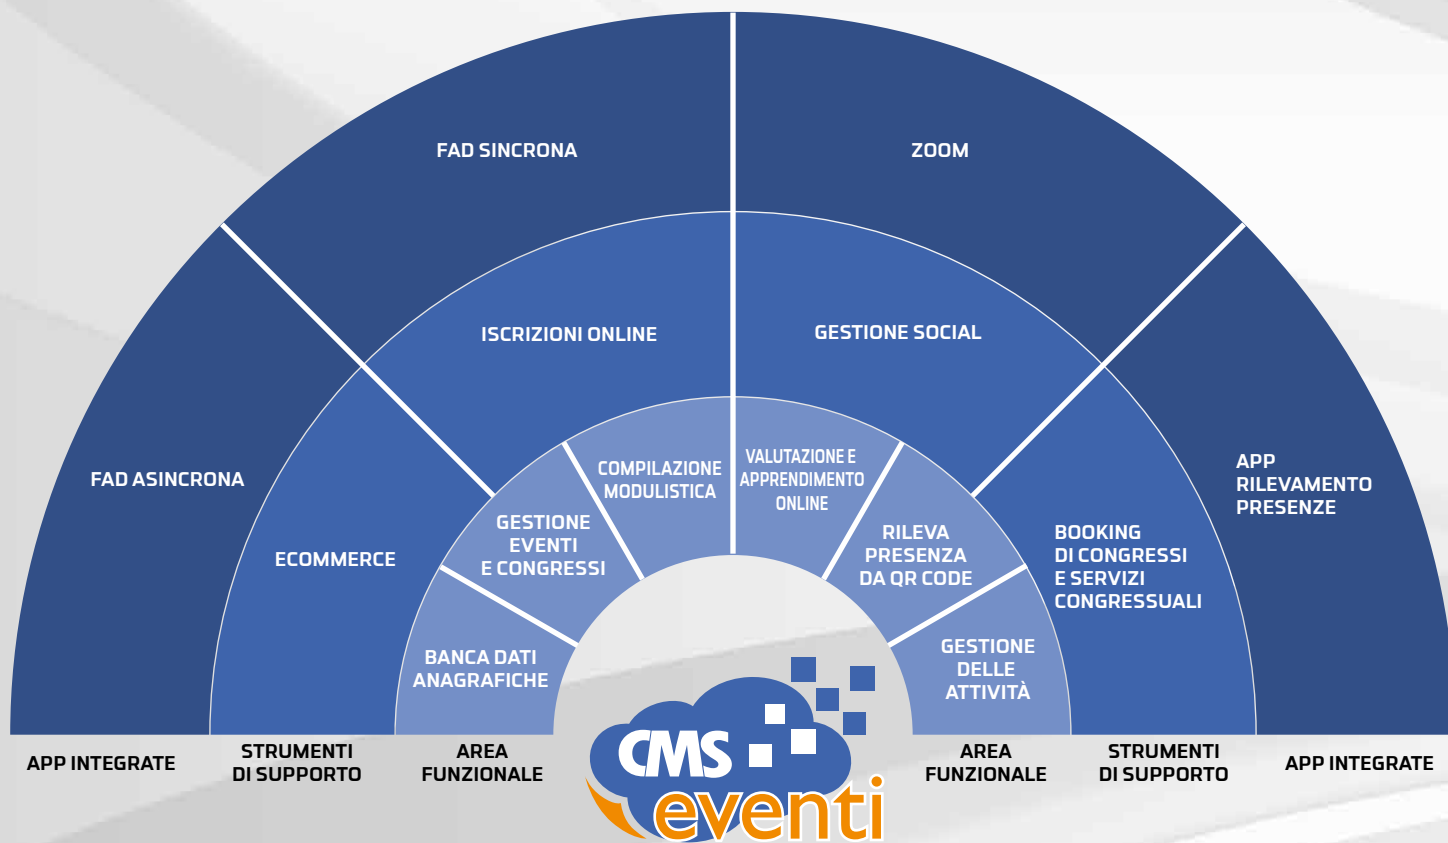 FAD SINCRONA
ZOOM
ISCRIZIONI ONLINE
GESTIONE SOCIAL
FAD ASINCRONA
ECOMMERCE
GESTIONE
EVENTI
E CONGRESSI
COMPILAZIONE
MODULISTICA
VALUTAZIONE E
APPRENDIMENTO
ONLINE
RILEVA
PRESENZA
DA QR CODE
BOOKING
DI CONGRESSI
E SERVIZI
CONGRESSUALI
APP
RILEVAMENTO
PRESENZE
BANCA DATI
ANAGRAFICHE
GESTIONE
DELLE
ATTIVITÀ
APP INTEGRATE
STRUMENTI
DI SUPPORTO
AREA
FUNZIONALE
CMS
eventi
AREA
FUNZIONALE
STRUMENTI
DI SUPPORTO
APP INTEGRATE